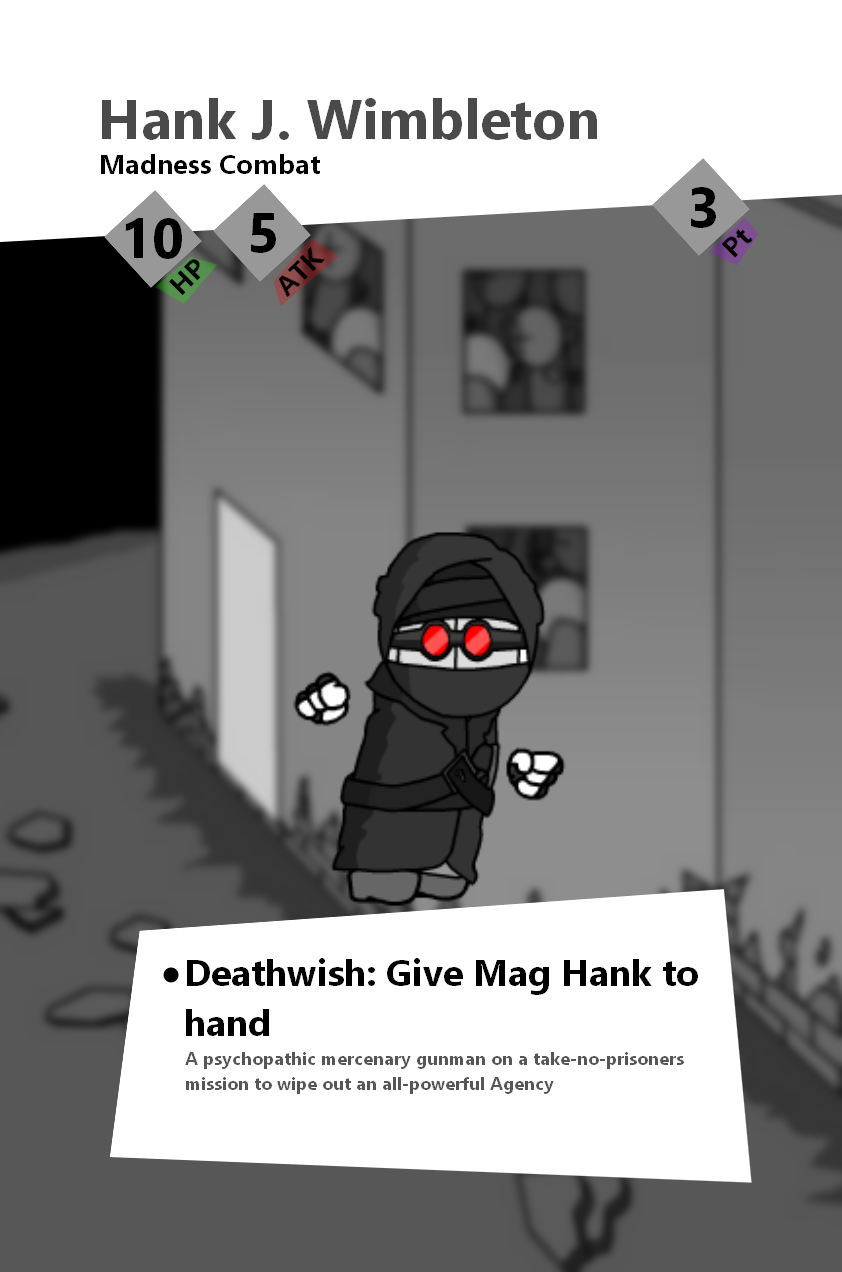 Hank J. Wimbleton
Madness Combat
10 HP
5 ATK
3 Pt
•Deathwish: Give Mag Hank to
hand
A psychopathic mercenary gunman on a take-no-prisoners
mission to wipe out an all-powerful Agency